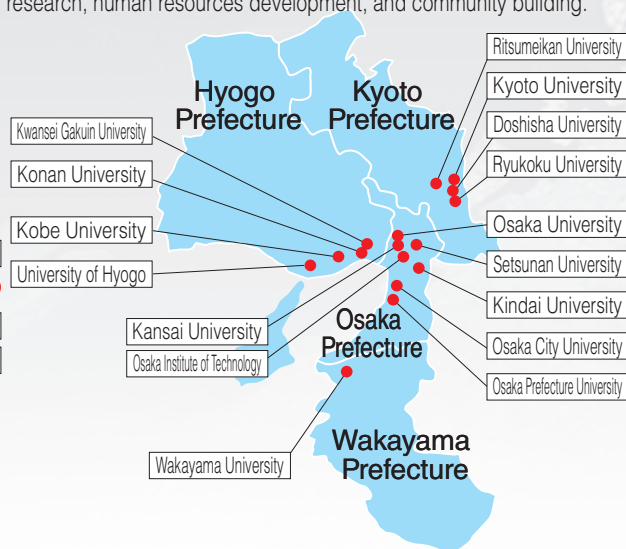 research, human resources development, and community building.
Hyogo
Prefecture
Kyoto
Prefecture
Ritsumeikan University
Kyoto University
Doshisha University
Ryukoku University
Kwansei Gakuin University
Konan University
Kobe University
University of Hyogo
Osaka University
Setsunan University
Kindai University
Osaka City University
Osaka Prefecture University
Kansai University
Osaka Institute of Technology
Osaka
Prefecture
Wakayama University
Wakayama
Prefecture